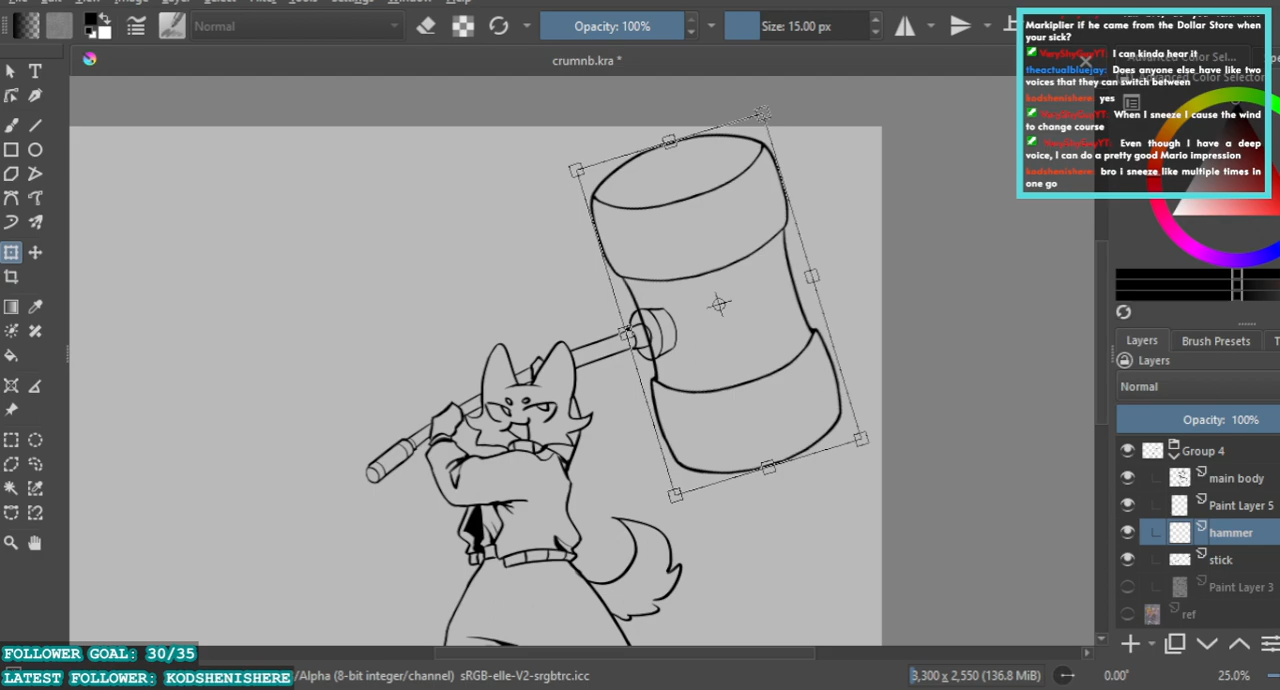 Normal
Opacity: 100%
Size: 15.00 px
crumnb.kra *
Markiplier if he came from the Dollar Store when
your sick?
VeryShyGuyYT: I can kinda hear it
theactualbluejay: Does anyone else have like two
voices that they can switch between
kodshenishere: yes
VeryShyGuyYT: When I sneeze I cause the wind
to change course
VeryShyGuyYT: Even though I have a deep
voice, I can do a pretty good Mario impression
kodshenishere: bro i sneeze like multiple times in
one go
Layers
Brush Presets
Layers
Normal
Opacity: 100%
Group 4
main body
Paint Layer 5
hammer
stick
Paint Layer 3
ref
FOLLOWER GOAL: 30/35
LATEST FOLLOWER: KODSHENISHERE
/Alpha (8-bit integer/channel) sRGB-elle-V2-srgbtrc.icc
3,300 x 2,550 (136.8 MiB)
0.00°
25.0%